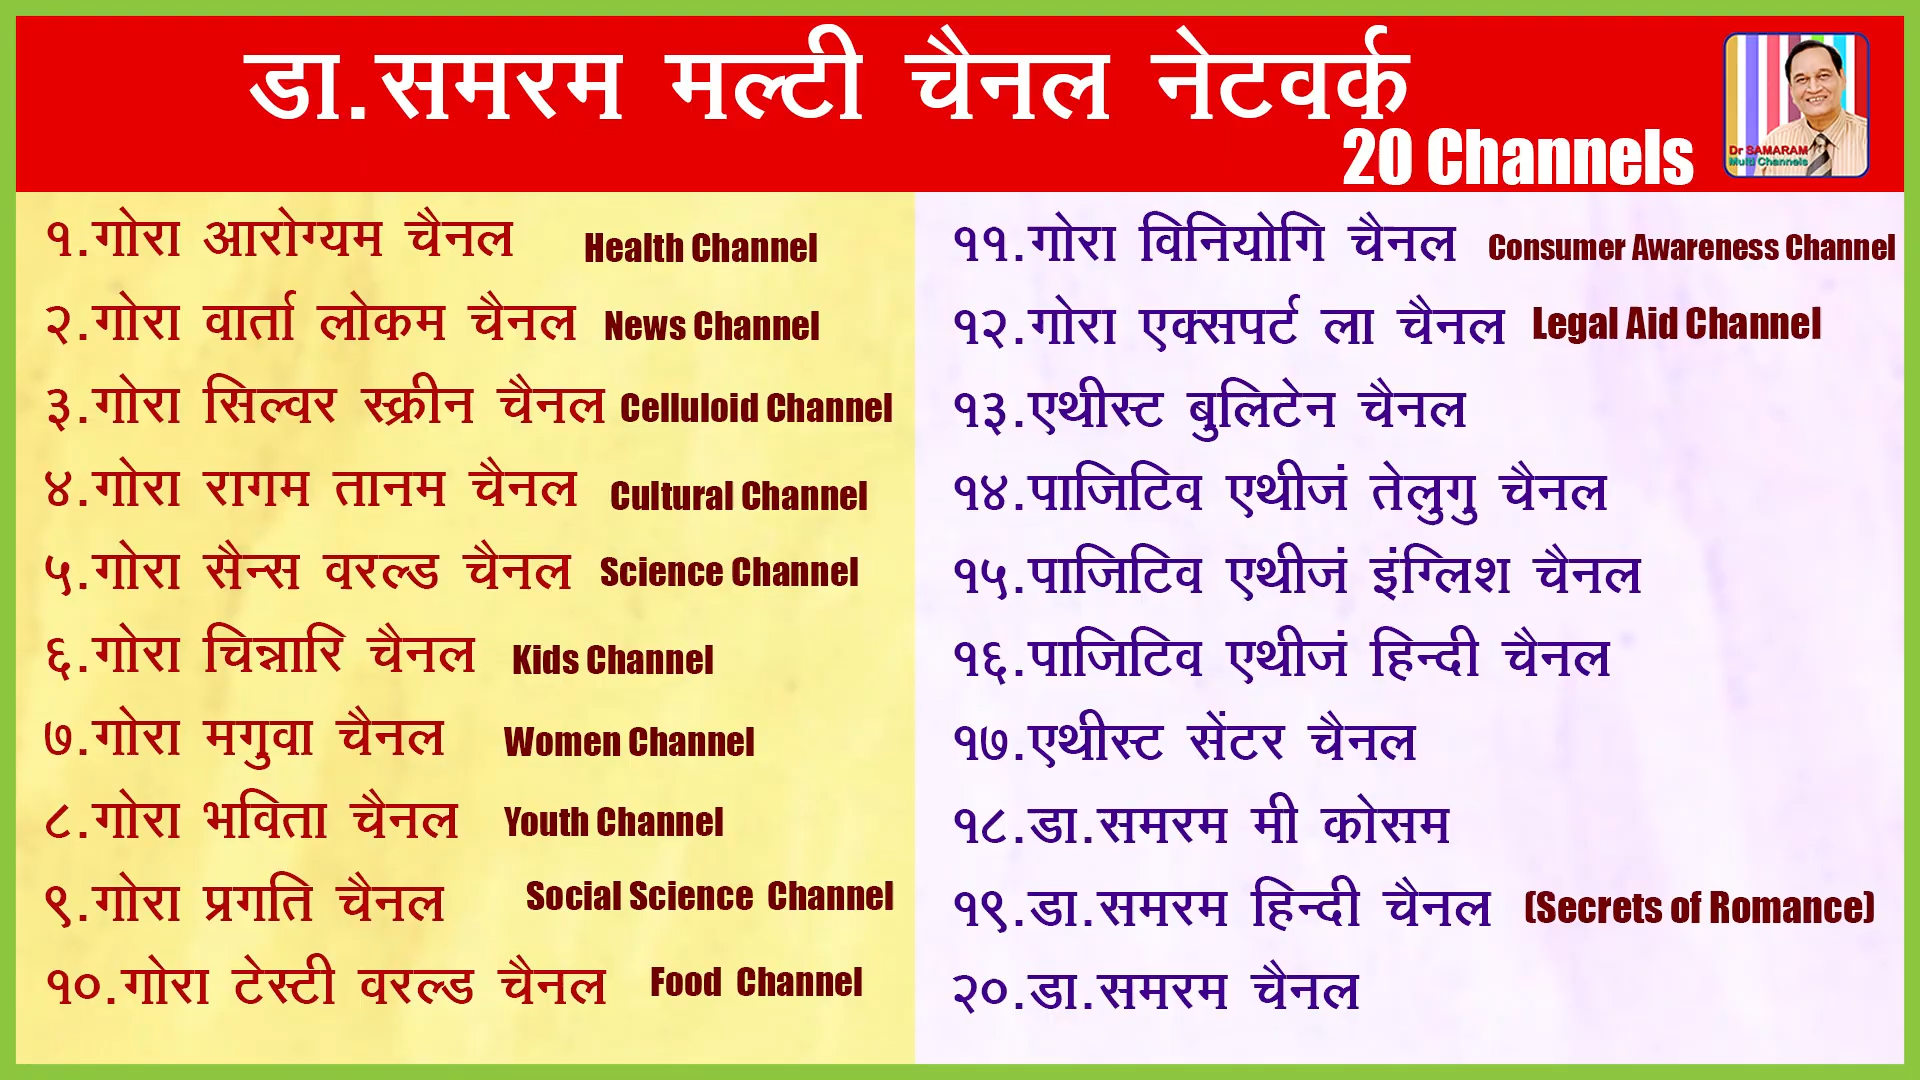 डा.समरम मल्टी चैनल नेटवर्क
20 Channels
Dr SAMARAM
Multi Channels
१.गोरा आरोग्यम चैनल Health Channel
२.गोरा वार्ता लोकम चैनल News Channel
३.गोरा सिल्वर स्क्रीन चैनल Celluloid Channel
४.गोरा रागम तानम चैनल Cultural Channel
५.गोरा सैन्स वरल्ड चैनल Science Channel
६.गोरा चिन्नारि चैनल Kids Channel
७.गोरा मगुवा चैनल Women Channel
८.गोरा भविता चैनल Youth Channel
९.गोरा प्रगति चैनल Social Science Channel
१०.गोरा टेस्टी वरल्ड चैनल Food Channel
११.गोरा विनियोगि चैनल Consumer Awareness Channel
१२.गोरा एक्सपर्ट ला चैनल Legal Aid Channel
१३.एथीस्ट बुलिटेन चैनल
१४.पाजिटिव एथीजं तेलुगु चैनल
१५.पाजिटिव एथीजं इंग्लिश चैनल
१६.पाजिटिव एथीजं हिन्दी चैनल
१७.एथीस्ट सेंटर चैनल
१८.डा.समरम मी कोसम
१९.डा.समरम हिन्दी चैनल (Secrets of Romance)
२०.डा.समरम चैनल